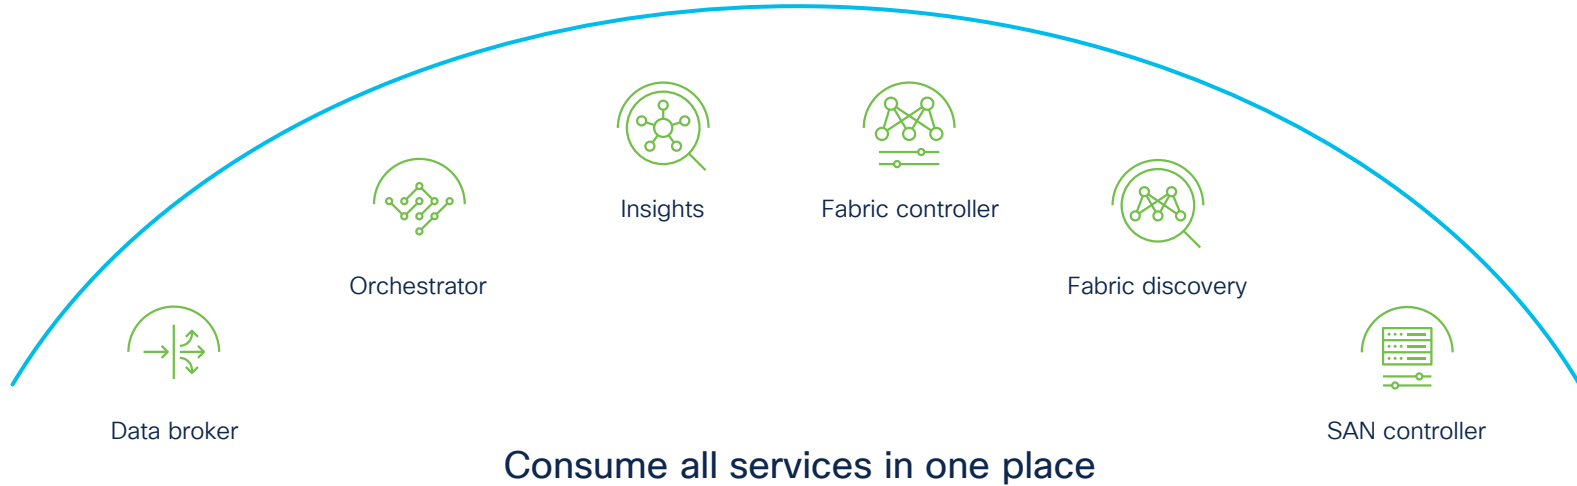 Insights
Fabric controller
Orchestrator
Fabric discovery
Data broker
SAN controller
Consume all services in one place